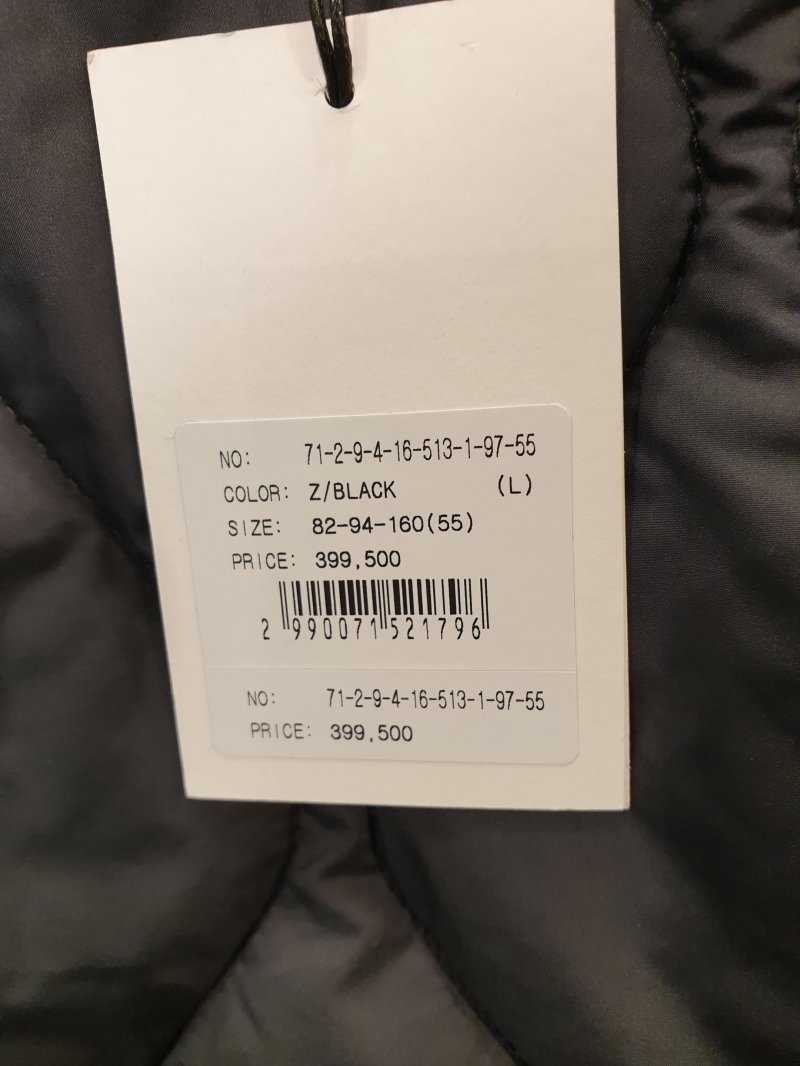 NO: 71-2-9-4-16-513-1-97-55
COLOR: Z/BLACK (L)
SIZE: 82-94-160(55)
PRICE: 399,500
2 990071 521796
NO: 71-2-9-4-16-513-1-97-55
PRICE: 399,500